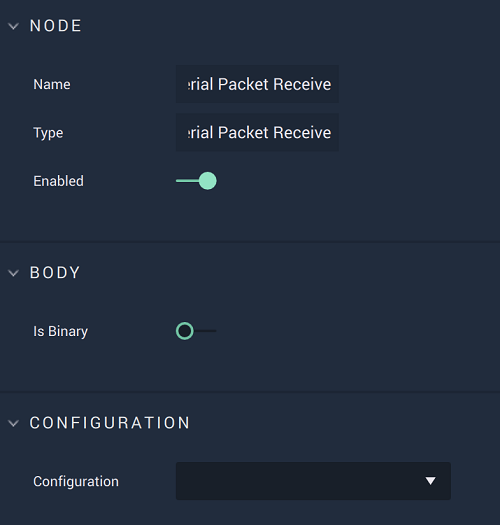 NODE
Name
erial Packet Receive
Type
erial Packet Receive
Enabled
BODY
Is Binary
CONFIGURATION
Configuration